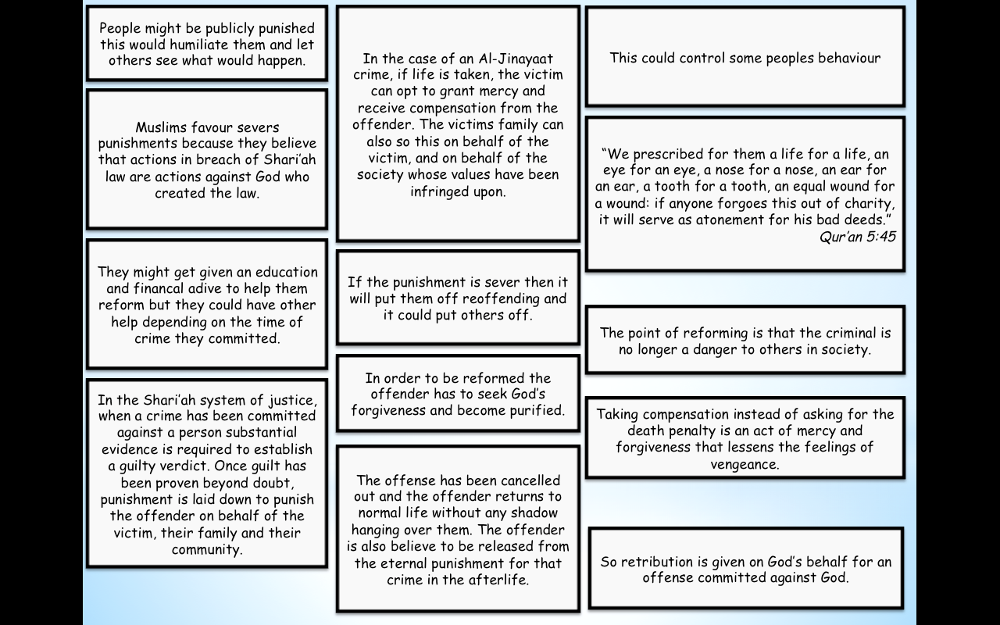 People might be publicly punished
this would humiliate them and let
others see what would happen.
Muslims favour severs
punishments because they believe
that actions in breach of Shari’ah
law are actions against God who
created the law.
They might get given an education
and financal adive to help them
reform but they could have other
help depending on the time of
crime they committed.
In the Shari’ah system of justice,
when a crime has been committed
against a person substantial
evidence is required to establish
a guilty verdict. Once guilt has
been proven beyond doubt,
punishment is laid down to punish
the offender on behalf of the
victim, their family and their
community.
In the case of an Al-Jinayaat
crime, if life is taken, the victim
can opt to grant mercy and
receive compensation from the
offender. The victims family can
also so this on behalf of the
victim, and on behalf of the
society whose values have been
infringed upon.
If the punishment is sever then it
will put them off reoffending and
it could put others off.
In order to be reformed the
offender has to seek God’s
forgiveness and become purified.
The offense has been cancelled
out and the offender returns to
normal life without any shadow
hanging over them. The offender
is also believe to be released from
the eternal punishment for that
crime in the afterlife.
This could control some peoples behaviour
“We prescribed for them a life for a life, an
eye for an eye, a nose for a nose, an ear for
an ear, a tooth for a tooth, an equal wound for
a wound: if anyone forgoes this out of charity,
it will serve as atonement for his bad deeds.”
Qur’an 5:45
The point of reforming is that the criminal is
no longer a danger to others in society.
Taking compensation instead of asking for the
death penalty is an act of mercy and
forgiveness that lessens the feelings of
vengeance.
So retribution is given on God’s behalf for an
offense committed against God.